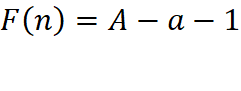 F(n) = A − a − 1